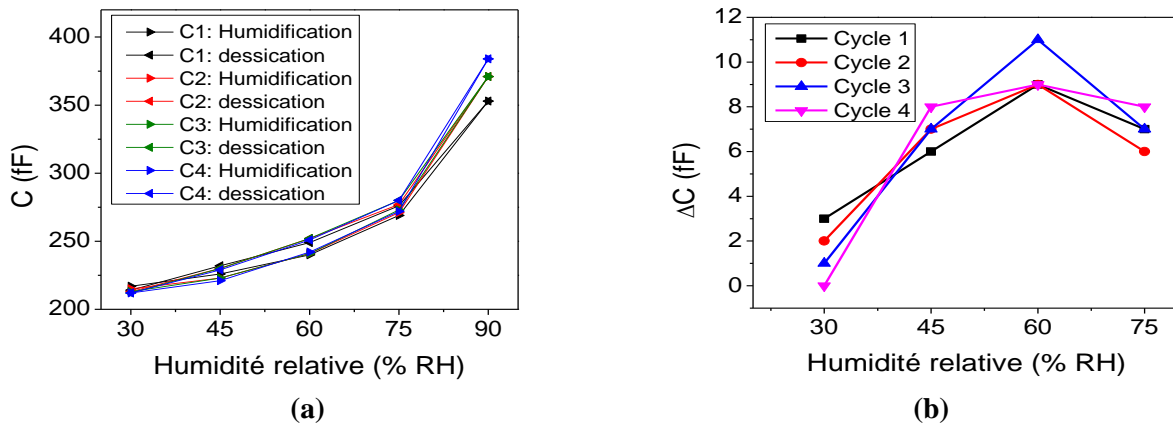 400
350
300
250
200
C (fF)
C1: Humidification
C1: dessication
C2: Humidification
C2: dessication
C3: Humidification
C3: dessication
C4: Humidification
C4: dessication
30 45 60 75 90
Humidité relative (% RH)
(a)
12
10
8
6
4
2
0
ΔC (fF)
Cycle 1
Cycle 2
Cycle 3
Cycle 4
30 45 60 75
Humidité relative (% RH)
(b)